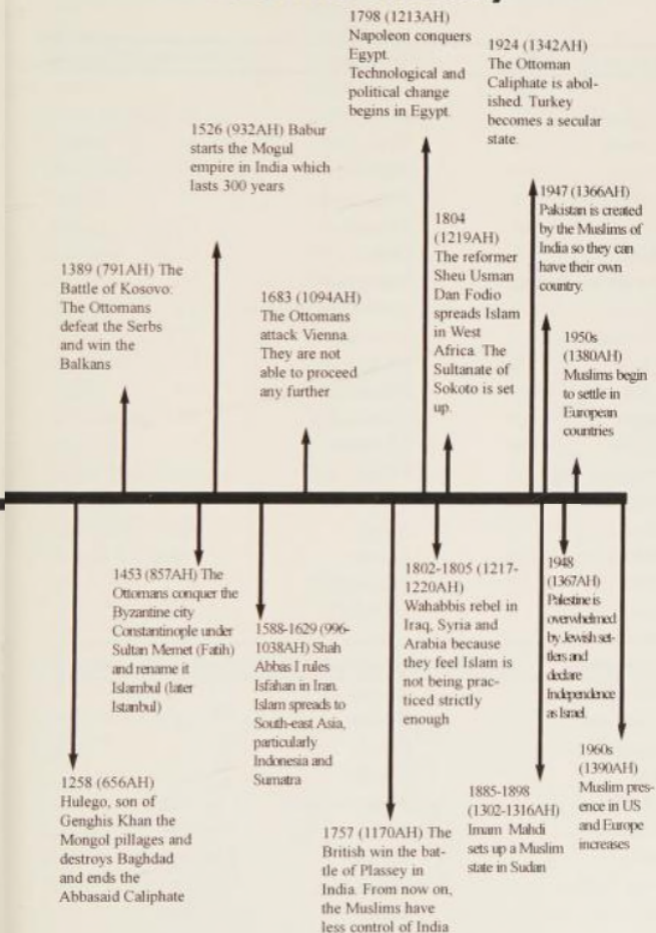 1798 (1213AH)
Napoleon conquers
Egypt.
Technological and
political change
begins in Egypt.
1924 (1342AH)
The Ottoman
Caliphate is abol-
ished. Turkey
becomes a secular
state.
1526 (932AH) Babur
starts the Mogul
empire in India which
lasts 300 years
1947 (1366AH)
Pakistan is created
by the Muslims of
India so they can
have their own
country.
1804
(1219AH)
The reformer
Sheu Usman
Dan Fodio
spreads Islam
in West
Africa. The
Sultanate of
Sokoto is set
up.
1389 (791AH) The
Battle of Kosovo:
The Ottomans
defeat the Serbs
and win the
Balkans
1683 (1094AH)
The Ottomans
attack Vienna.
They are not
able to proceed
any further
1950s
(1380AH)
Muslims begin
to settle in
European
countries
1453 (857AH) The
Ottomans conquer the
Byzantine city
Constantinople under
Sultan Memet (Fatih)
and rename it
Islambul (later
Istanbul)
1588-1629 (996-
1038AH) Shah
Abbas I rules
Isfahan in Iran.
Islam spreads to
South-east Asia,
particularly
Indonesia and
Sumatra
1802-1805 (1217-
1220AH)
Wahabbis rebel in
Iraq, Syria and
Arabia because
they feel Islam is
not being prac-
ticed strictly
enough
1948
(1367AH)
Palestine is
overwhelmed
by Jewish set-
tlers and
declare
Independence
as Israel.
1258 (656AH)
Hulego, son of
Genghis Khan the
Mongol pillages and
destroys Baghdad
and ends the
Abbasaid Caliphate
1757 (1170AH) The
British win the bat-
tle of Plassey in
India. From now on,
the Muslims have
less control of India
1885-1898
(1302-1316AH)
Imam Mahdi
sets up a Muslim
state in Sudan
1960s
(1390AH)
Muslim pres-
ence in US
and Europe
increases